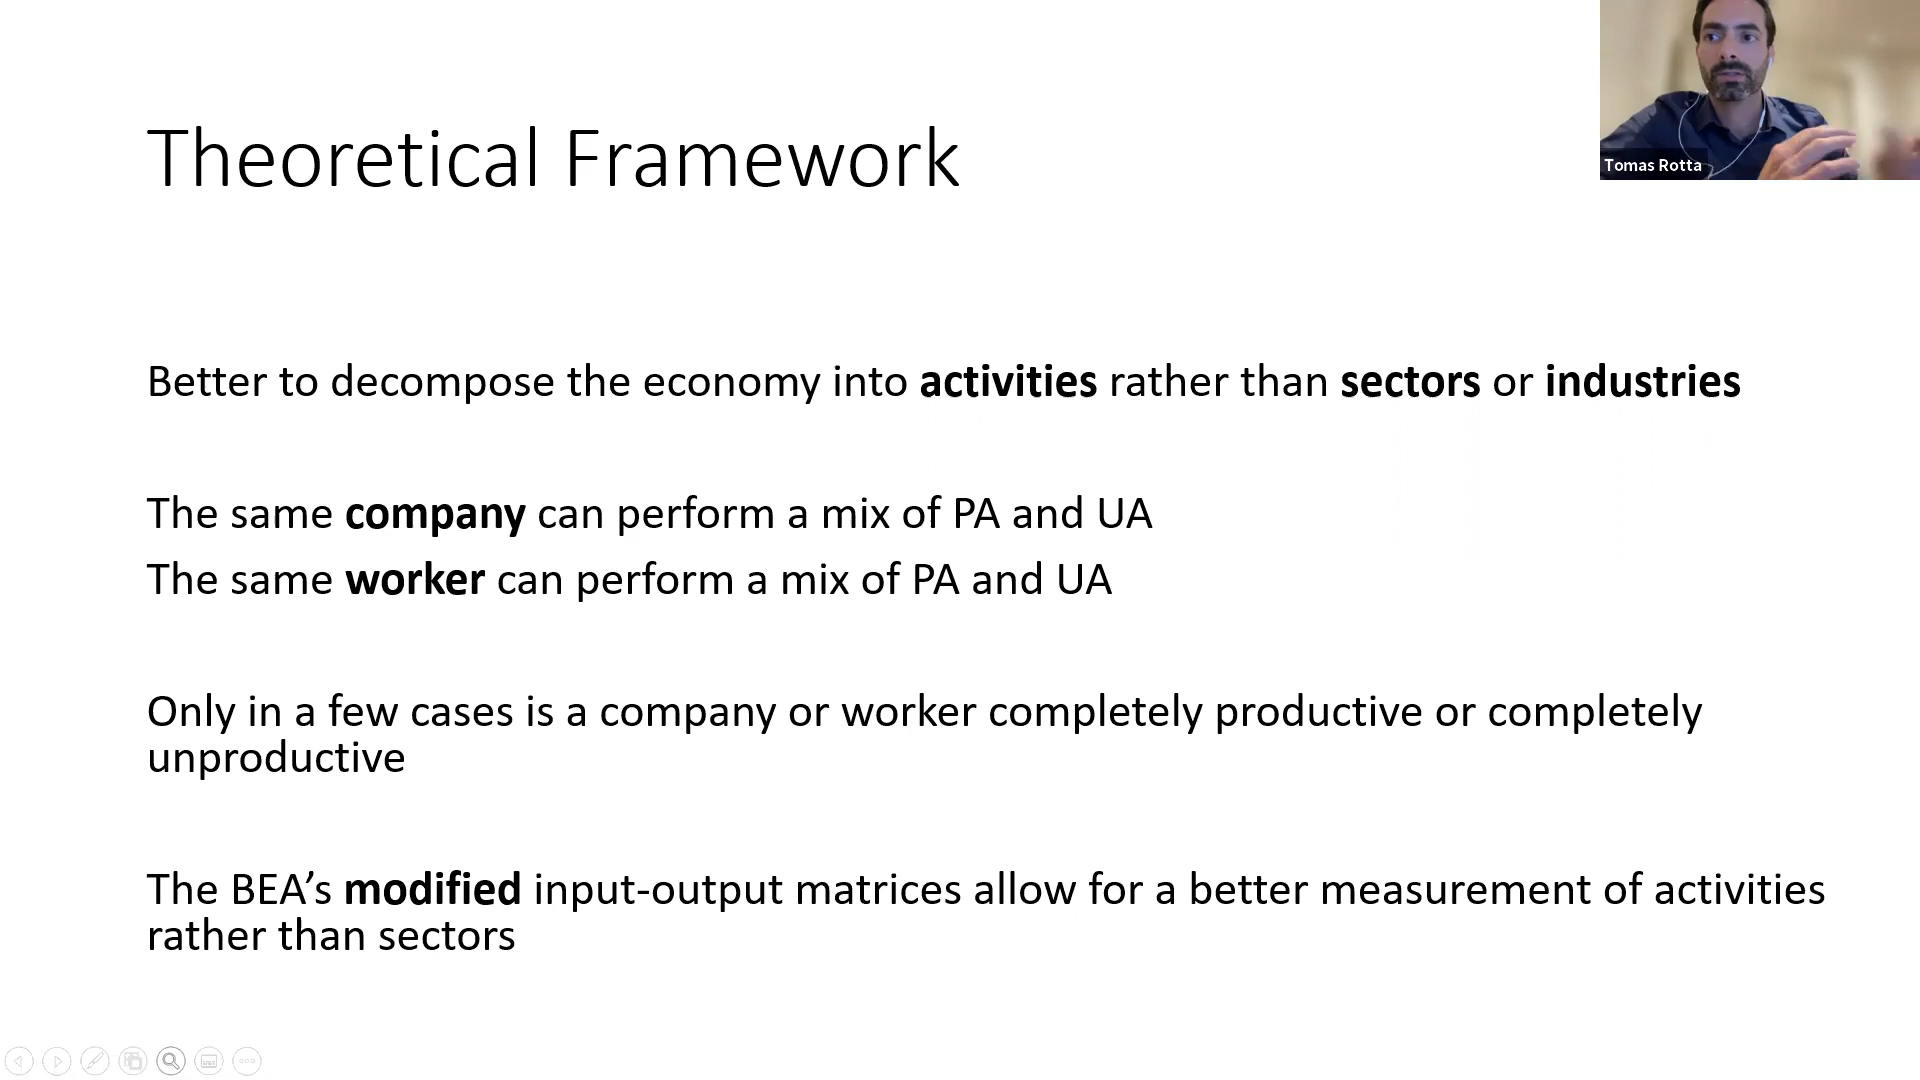 Theoretical Framework
Tomas Rotta
Better to decompose the economy into activities rather than sectors or industries
The same company can perform a mix of PA and UA
The same worker can perform a mix of PA and UA
Only in a few cases is a company or worker completely productive or completely
unproductive
The BEA’s modified input-output matrices allow for a better measurement of activities
rather than sectors